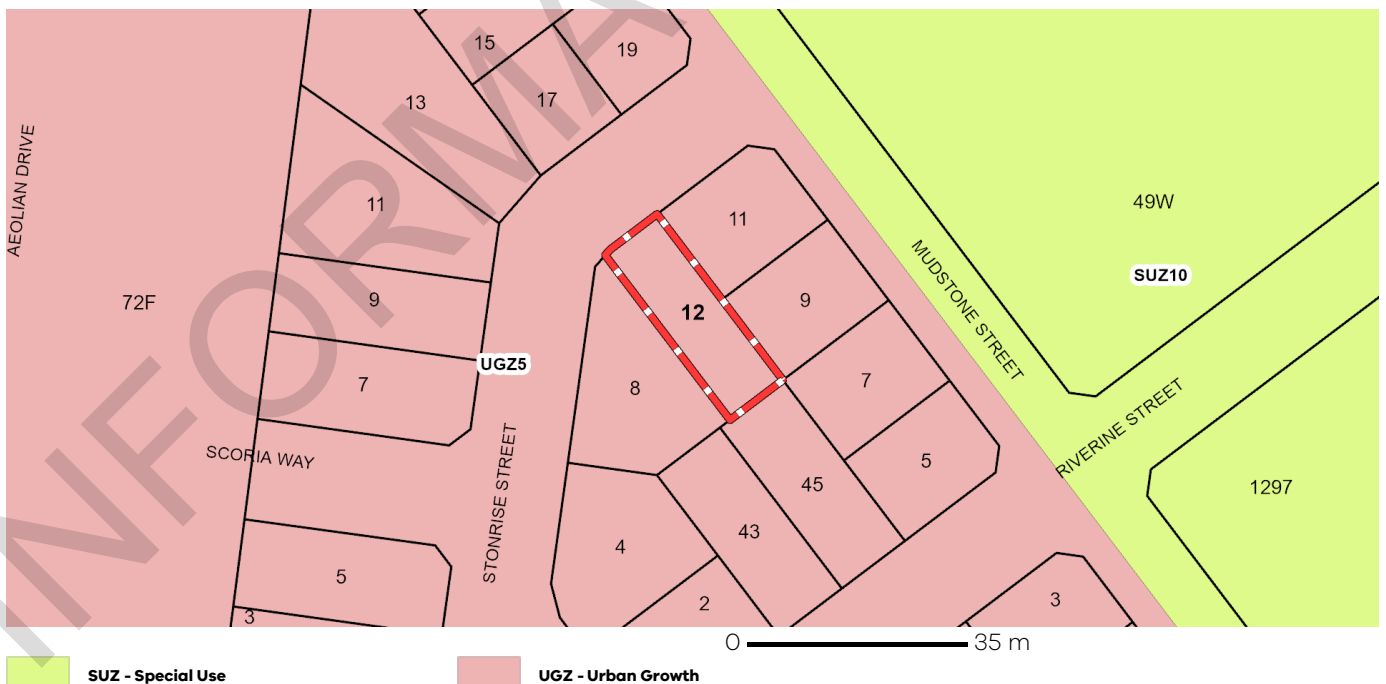 15
19
17
13
AEOLIAN DRIVE
11
11
49W
MUDSTONE STREET
SUZ10
72F
9
12
9
UGZ5
7
8
7
RIVERINE STREET
SCORIA WAY
STONRISE STREET
5
45
1297
43
4
5
2
3
3
0 35 m
SUZ - Special Use
UGZ - Urban Growth
INFORMA